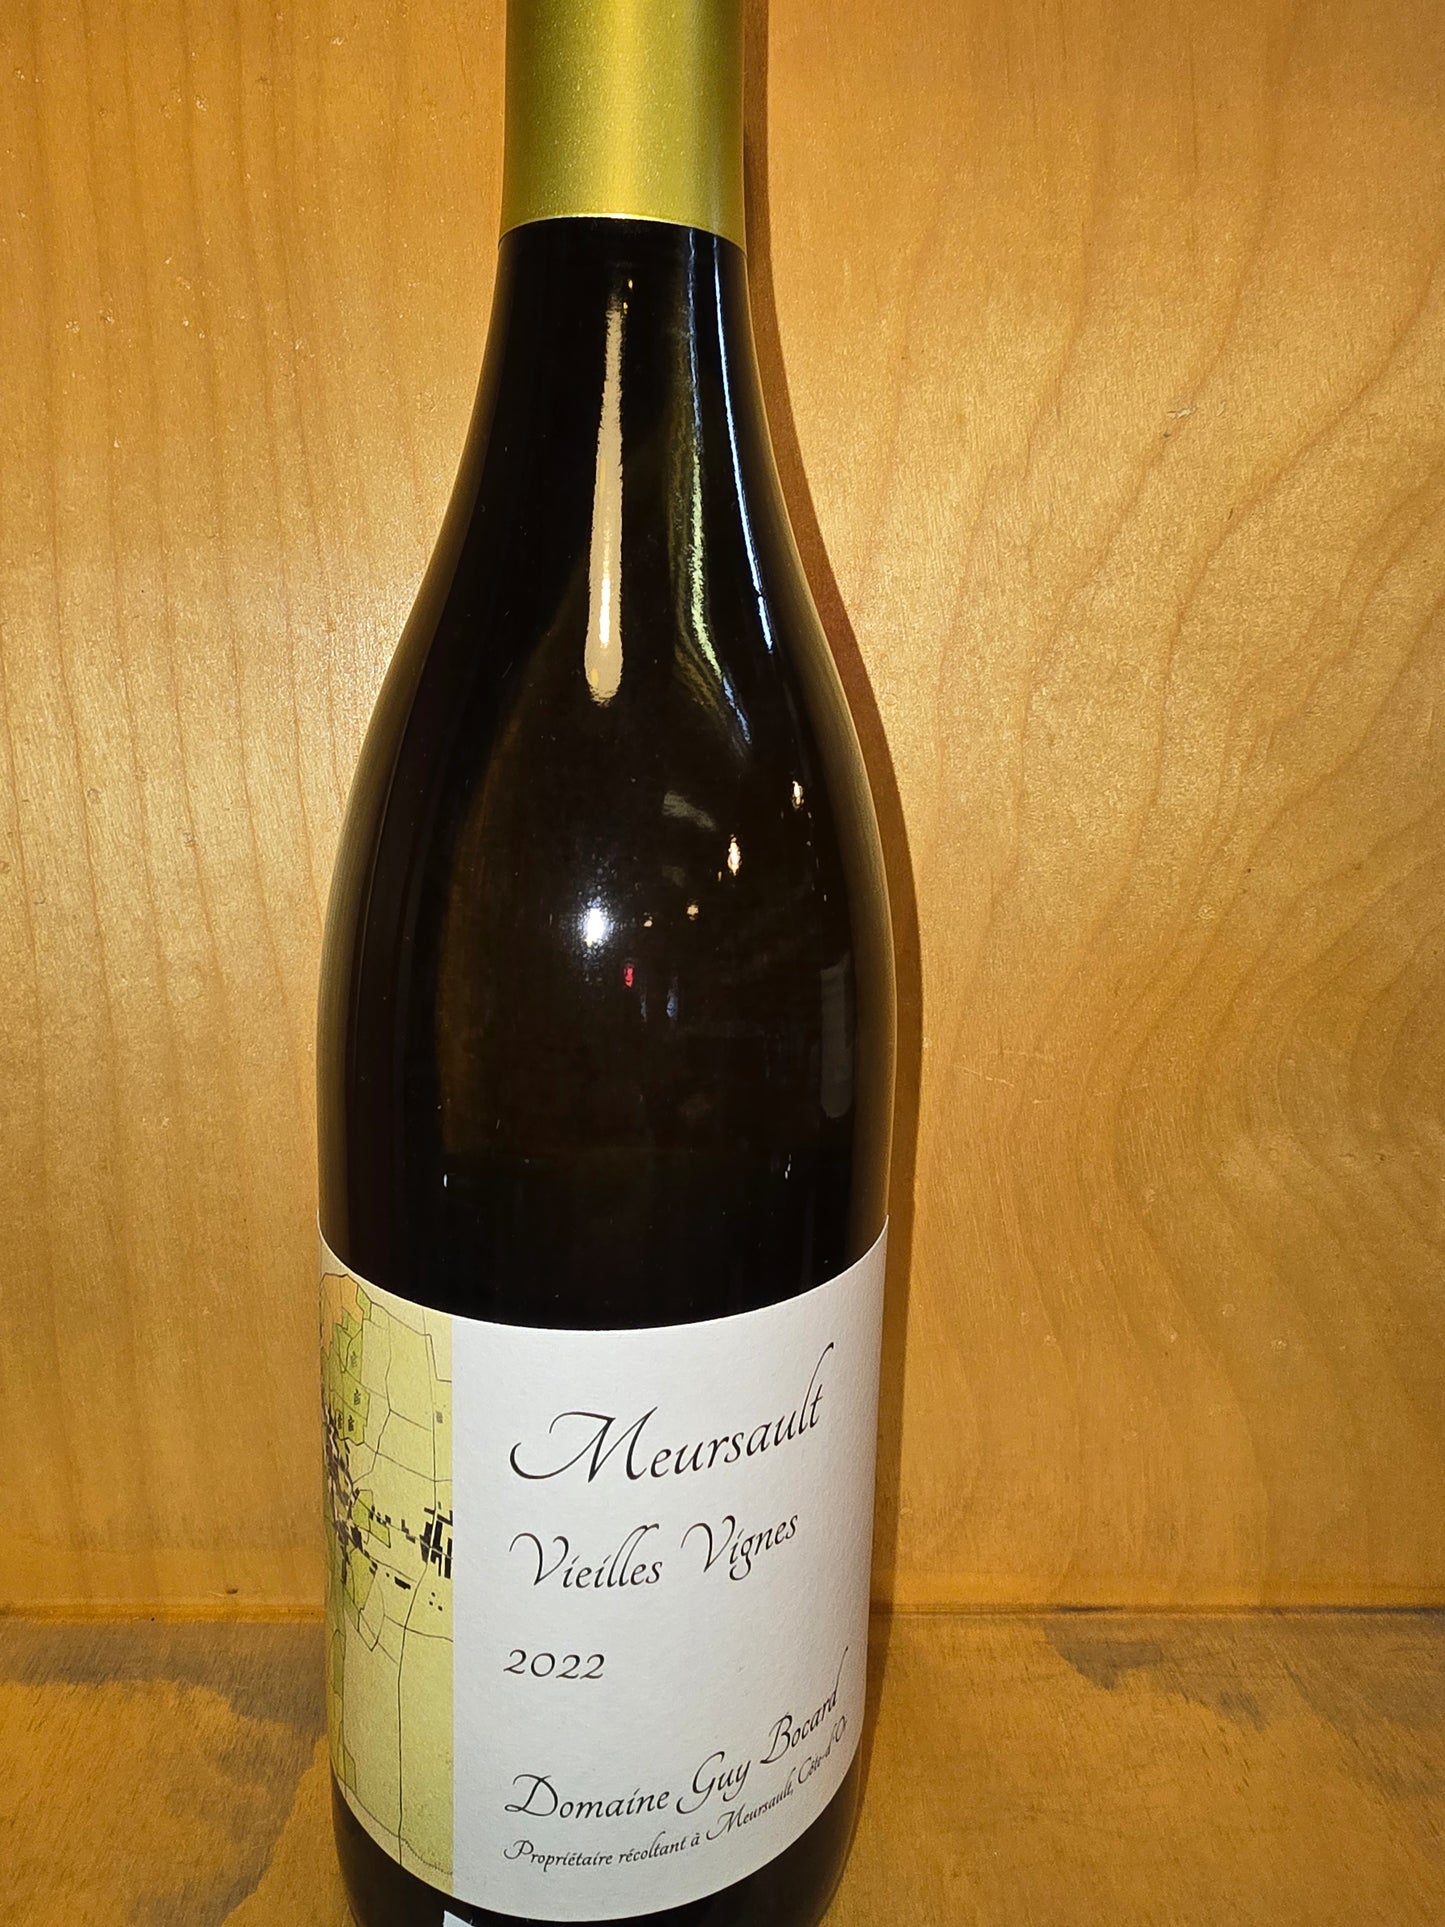 Meursault
Vieilles Vignes
2022
Domaine Guy Bocard
Propriétaire récoltant à Meursault, Côte-d'Or